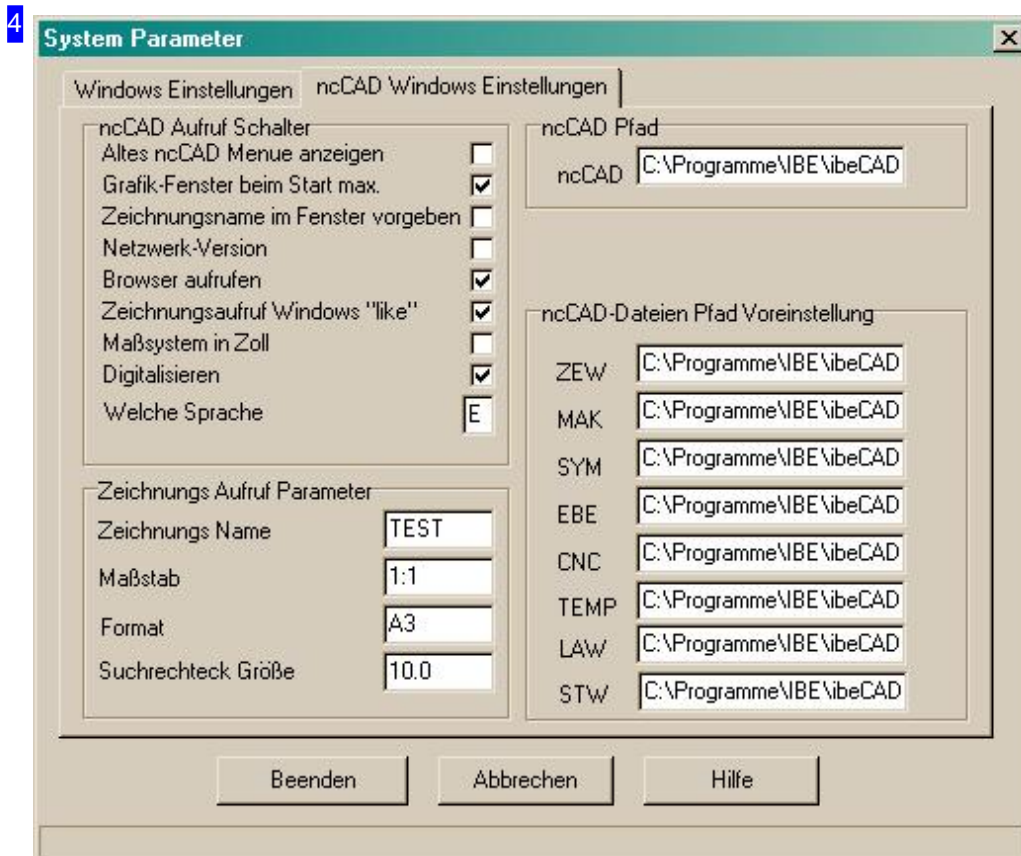 4
System Parameter
Windows Einstellungen
ncCAD Windows Einstellungen
ncCAD Aufruf Schalter
Altes ncCAD Menue anzeigen
Grafik-Fenster beim Start max.
Zeichnungsname im Fenster vorgeben
Netzwerk-Version
Browser aufrufen
Zeichnungsaufruf Windows "like"
Maßsystem in Zoll
Digitalisieren
Welche Sprache E
Zeichnungs Aufruf Parameter
Zeichnungs Name TEST
Maßstab 1:1
Format A3
Suchrechteck Größe 10.0
ncCAD Pfad
ncCAD C:\Programme\IBE\ibeCAD
ncCAD-Dateien Pfad Voreinstellung
ZEW C:\Programme\IBE\ibeCAD
MAK C:\Programme\IBE\ibeCAD
SYM C:\Programme\IBE\ibeCAD
EBE C:\Programme\IBE\ibeCAD
CNC C:\Programme\IBE\ibeCAD
TEMP C:\Programme\IBE\ibeCAD
LAW C:\Programme\IBE\ibeCAD
STW C:\Programme\IBE\ibeCAD
Beenden
Abbrechen
Hilfe